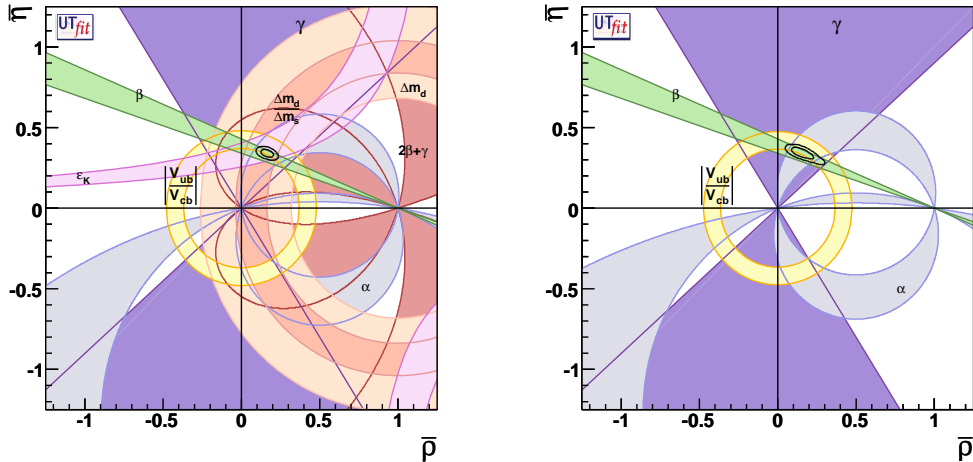 η̅
UTfit
γ
1
β
Δm_d
Δm_s
Δm_d
0.5
2β+γ
ε_K
|V_ub
V_cb|
0
-0.5
α
-1
-1 -0.5 0 0.5 1
ρ̅
η̅
UTfit
γ
1
β
0.5
|V_ub
V_cb|
0
-0.5
α
-1
-1 -0.5 0 0.5 1
ρ̅